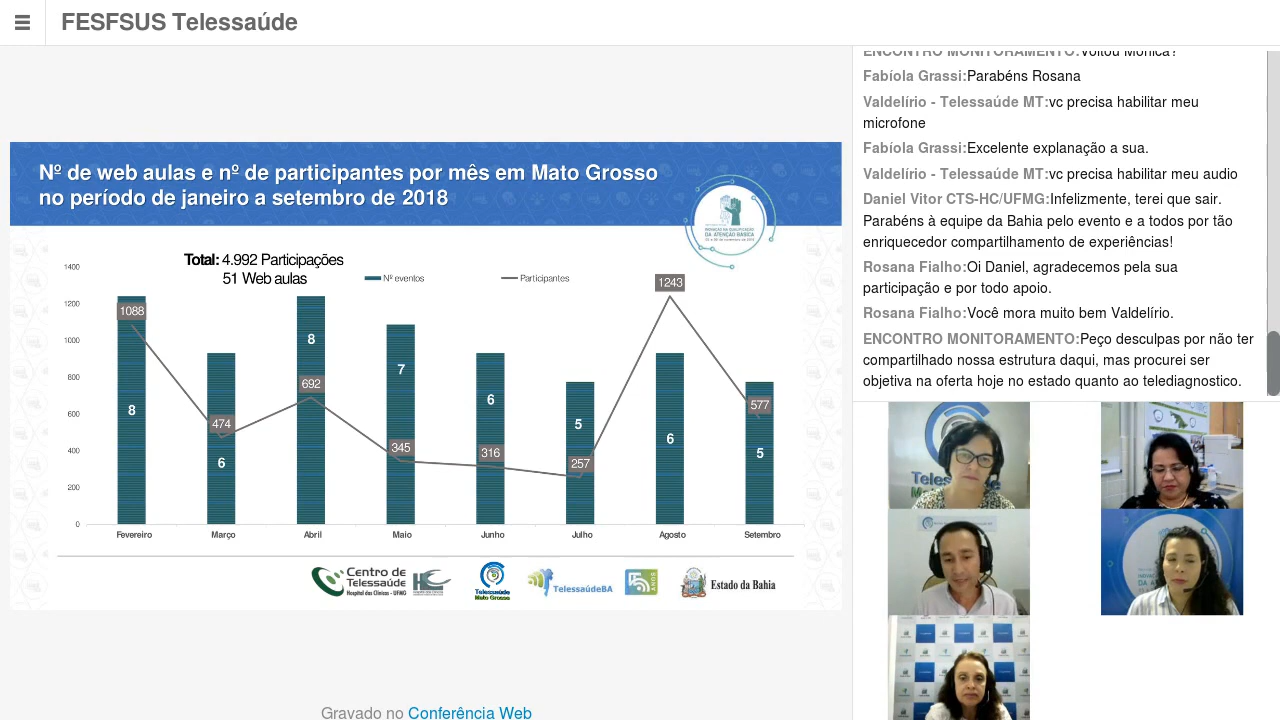 FESFSUS Telessaúde
Nº de web aulas e nº de participantes por mês em Mato Grosso
no período de janeiro a setembro de 2018
INOVAÇÃO NA QUALIFICAÇÃO
DA ATENÇÃO BÁSICA
Total: 4.992 Participações
51 Web aulas
Nº eventos
Participantes
1400
1200
1000
800
600
400
200
0
1088
474
692
345
316
257
1243
577
8
6
8
7
6
5
6
5
Fevereiro
Março
Abril
Maio
Junho
Julho
Agosto
Setembro
Centro de
Telessaúde
Hospital das Clínicas - UFMG
HC
Telessaúde
Mato Grosso
TelessaúdeBA
ANOS
Estado da Bahia
Gravado no Conferência Web
ENCONTRO MONITORAMENTO:Voltou Mônica?
Fabíola Grassi:Parabéns Rosana
Valdelírio - Telessaúde MT:vc precisa habilitar meu
microfone
Fabíola Grassi:Excelente explanação a sua.
Valdelírio - Telessaúde MT:vc precisa habilitar meu audio
Daniel Vitor CTS-HC/UFMG:Infelizmente, terei que sair.
Parabéns à equipe da Bahia pelo evento e a todos por tão
enriquecedor compartilhamento de experiências!
Rosana Fialho:Oi Daniel, agradecemos pela sua
participação e por todo apoio.
Rosana Fialho:Você mora muito bem Valdelírio.
ENCONTRO MONITORAMENTO:Peço desculpas por não ter
compartilhado nossa estrutura daqui, mas procurei ser
objetiva na oferta hoje no estado quanto ao telediagnostico.